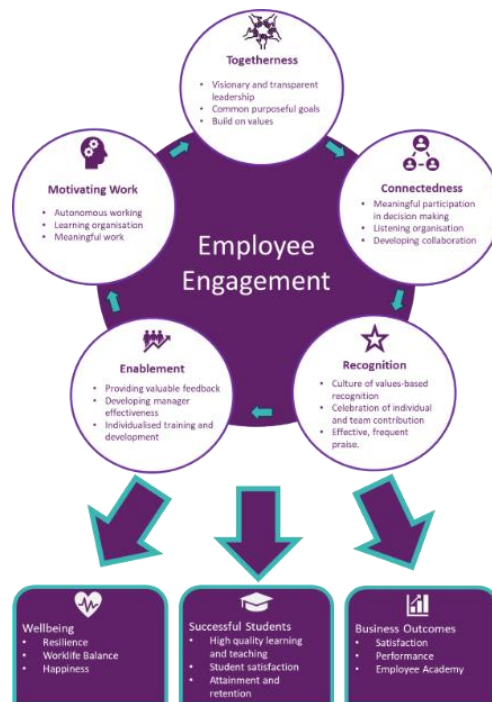 Togetherness
• Visionary and transparent
leadership
• Common purposeful goals
• Build on values
Connectedness
• Meaningful participation
in decision making
• Listening organisation
• Developing collaboration
Motivating Work
• Autonomous working
• Learning organisation
• Meaningful work
Employee
Engagement
Enablement
• Providing valuable feedback
• Developing manager
effectiveness
• Individualised training and
development
Recognition
• Culture of values-based
recognition
• Celebration of individual
and team contribution
• Effective, frequent
praise.
Wellbeing
• Resilience
• Worklife Balance
• Happiness
Successful Students
• High quality learning
and teaching
• Student satisfaction
• Attainment and
retention
Business Outcomes
• Satisfaction
• Performance
• Employee Academy